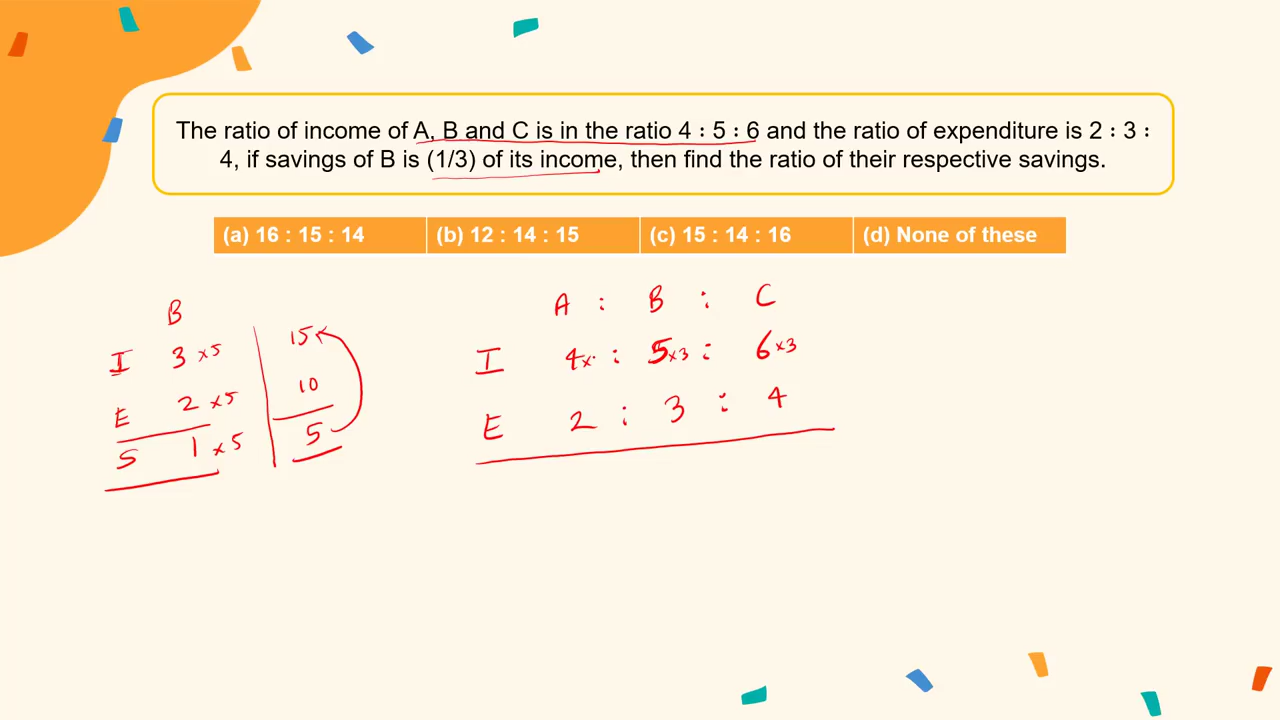 The ratio of income of A, B and C is in the ratio 4 : 5 : 6 and the ratio of expenditure is 2 : 3 :
4, if savings of B is (1/3) of its income, then find the ratio of their respective savings.
(a) 16 : 15 : 14 (b) 12 : 14 : 15 (c) 15 : 14 : 16 (d) None of these
B
I 3 ×5 15
E 2 ×5 10
S 1 ×5 5
A : B : C
I 4×· : 5×3 : 6×3
E 2 : 3 : 4